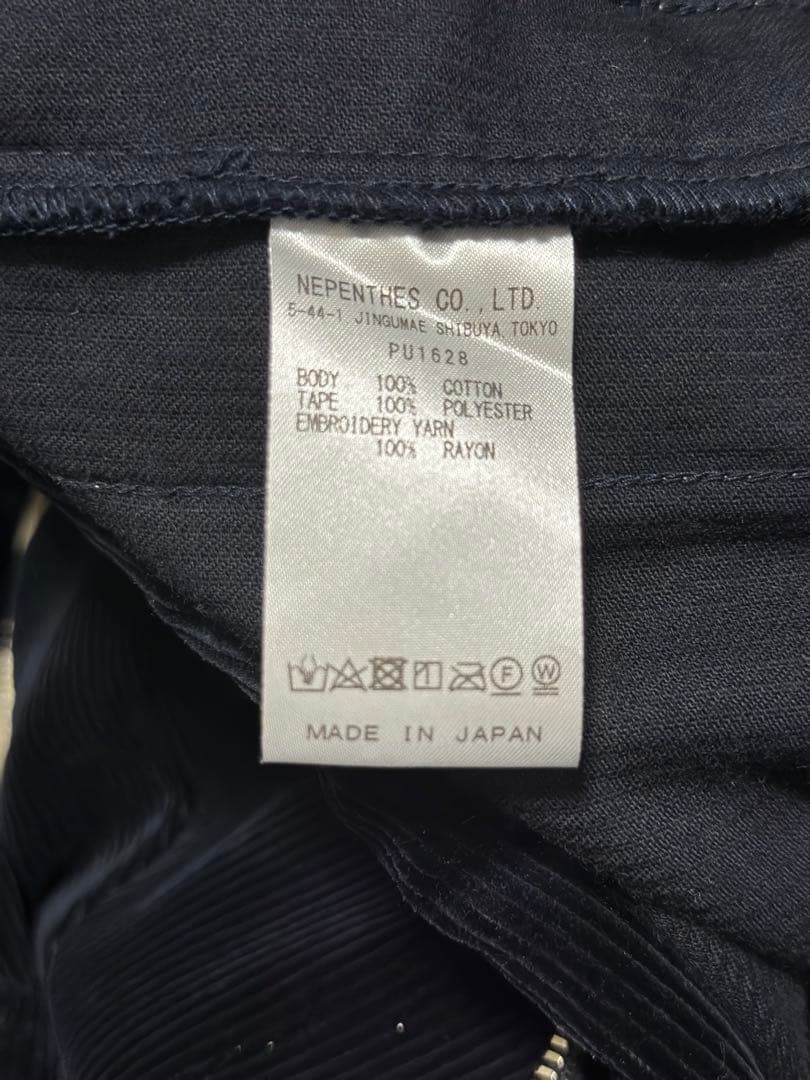 NEPENTHES CO.,LTD
5-44-1 JINGUMAE SHIBUYA TOKYO
PU1628
BODY 100% COTTON
TAPE 100% POLYESTER
EMBROIDERY YARN
100% RAYON
F W
MADE IN JAPAN